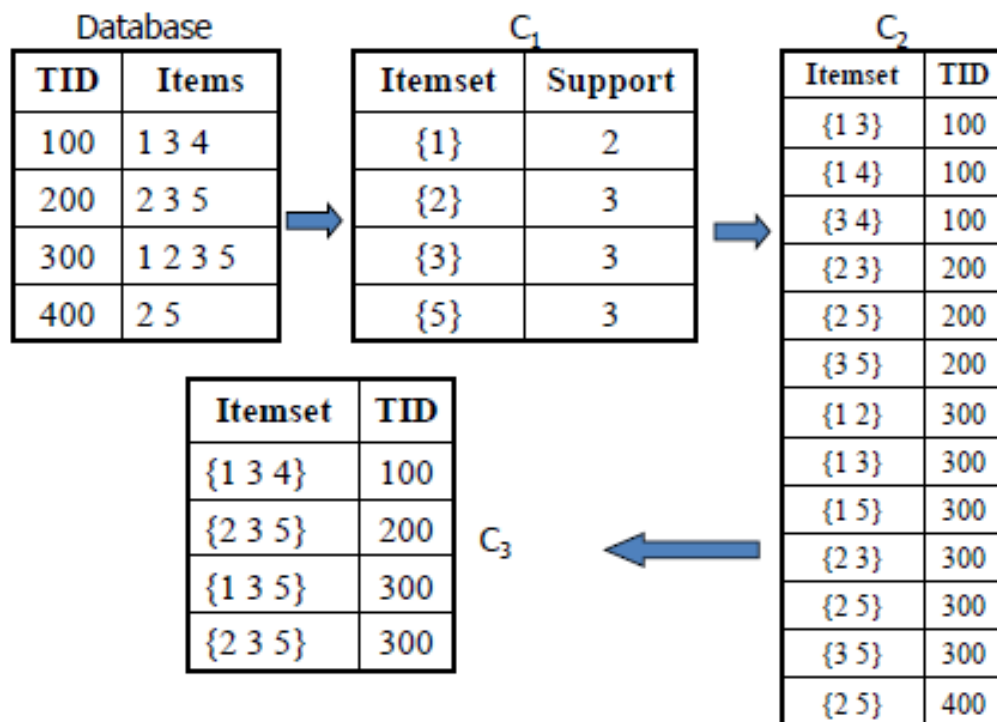 Database
TID Items
100 1 3 4
200 2 3 5
300 1 2 3 5
400 2 5
C1
Itemset Support
{1} 2
{2} 3
{3} 3
{5} 3
C2
Itemset TID
{1 3} 100
{1 4} 100
{3 4} 100
{2 3} 200
{2 5} 200
{3 5} 200
{1 2} 300
{1 3} 300
{1 5} 300
{2 3} 300
{2 5} 300
{3 5} 300
{2 5} 400
Itemset TID
{1 3 4} 100
{2 3 5} 200
{1 3 5} 300
{2 3 5} 300
C3